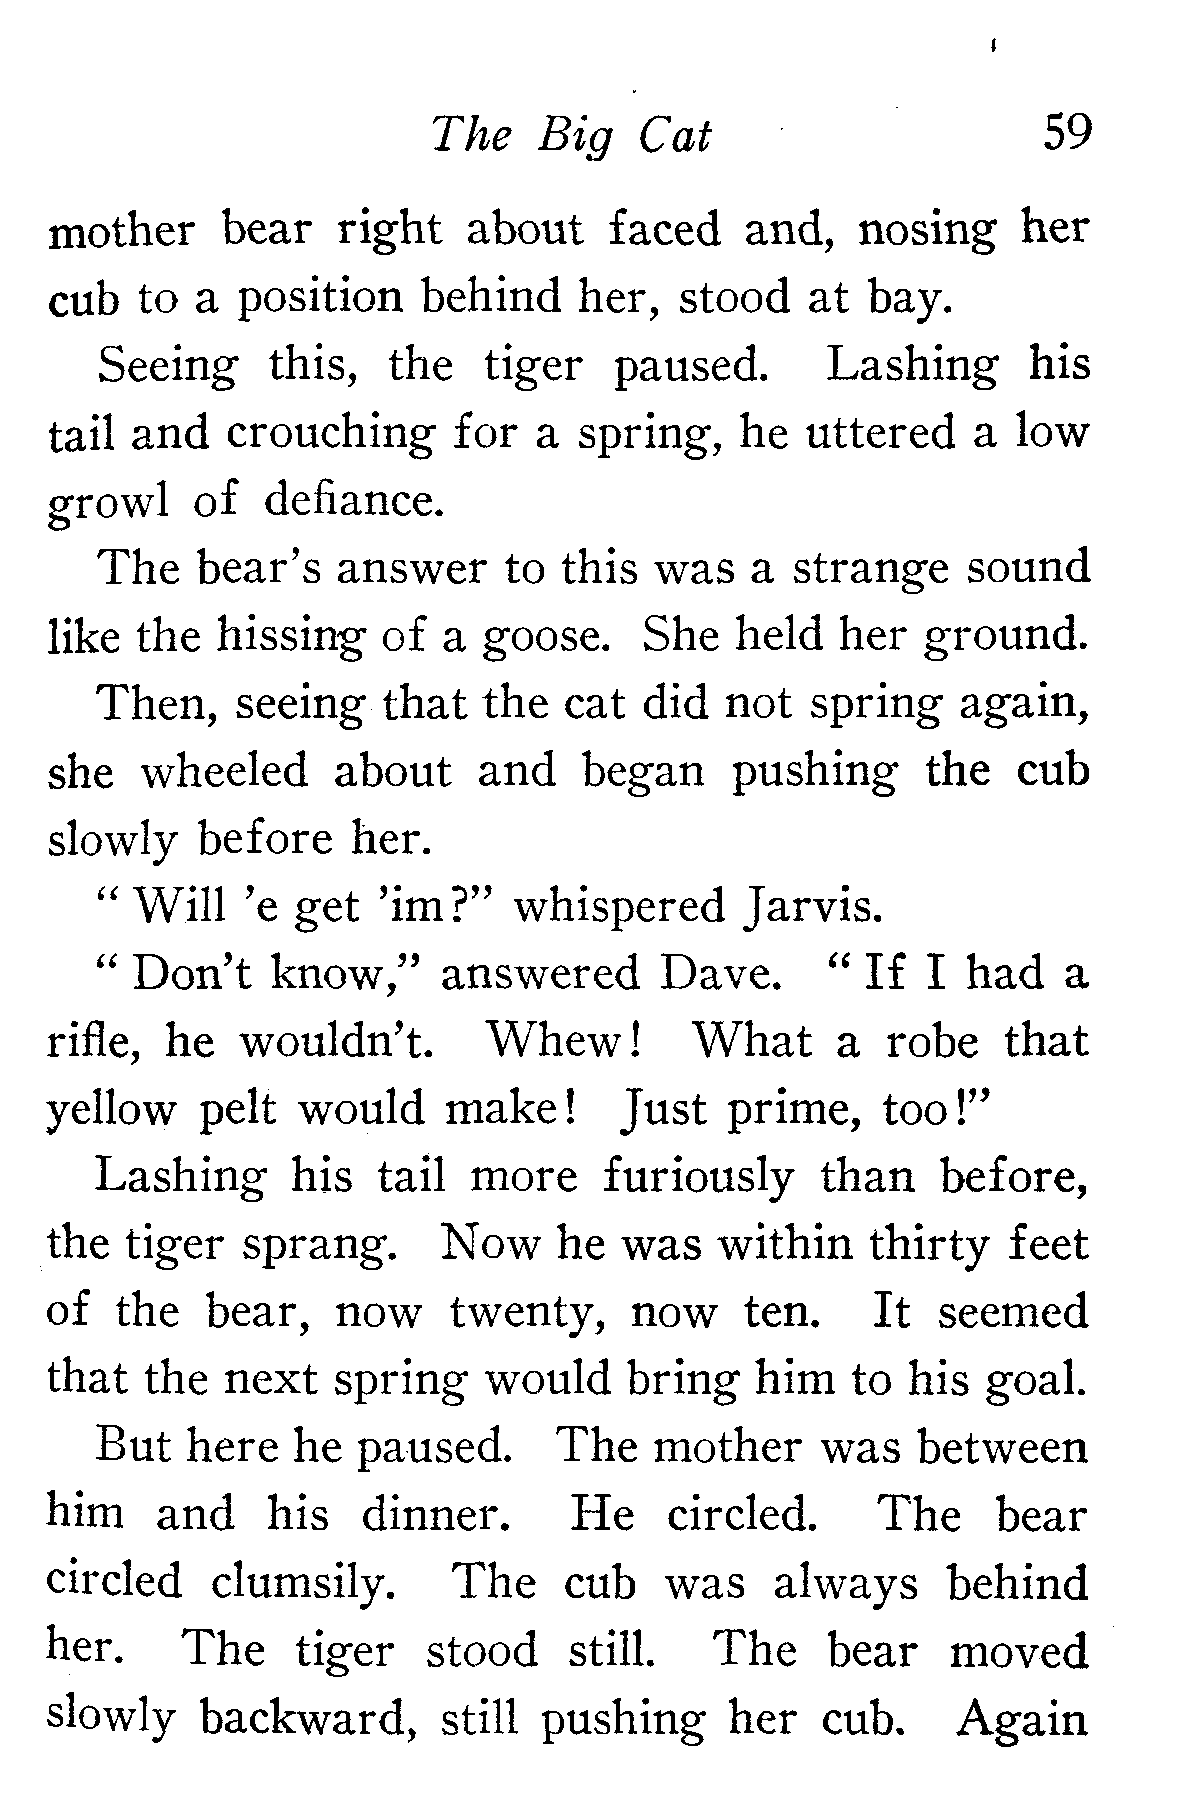 The Big Cat 59
mother bear right about faced and, nosing her
cub to a position behind her, stood at bay.
Seeing this, the tiger paused. Lashing his
tail and crouching for a spring, he uttered a low
growl of defiance.
The bear's answer to this was a strange sound
like the hissing of a goose. She held her ground.
Then, seeing that the cat did not spring again,
she wheeled about and began pushing the cub
slowly before her.
“ Will ’e get ’im?” whispered Jarvis.
“ Don’t know,” answered Dave. “ If I had a
rifle, he wouldn’t. Whew! What a robe that
yellow pelt would make! Just prime, too!”
Lashing his tail more furiously than before,
the tiger sprang. Now he was within thirty feet
of the bear, now twenty, now ten. It seemed
that the next spring would bring him to his goal.
But here he paused. The mother was between
him and his dinner. He circled. The bear
circled clumsily. The cub was always behind
her. The tiger stood still. The bear moved
slowly backward, still pushing her cub. Again